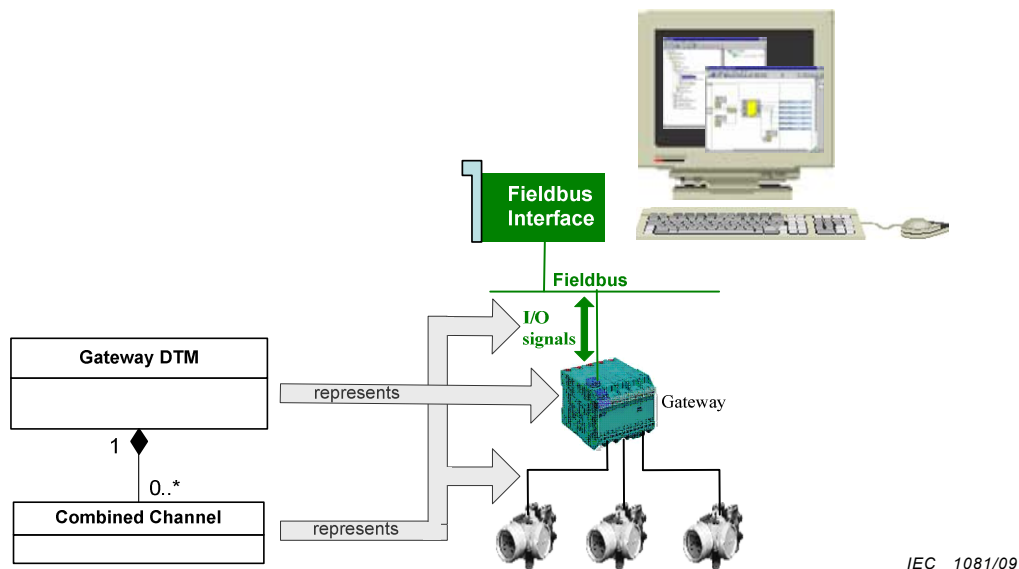 Fieldbus
Interface
Fieldbus
I/O
signals
Gateway DTM
represents
Gateway
1
0..*
Combined Channel
represents
IEC 1081/09